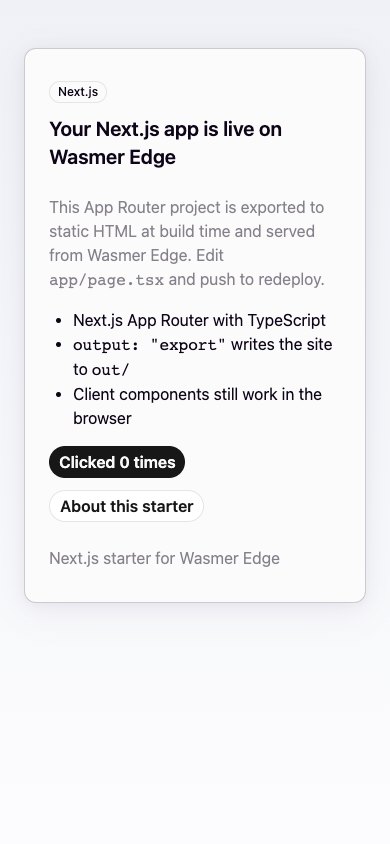 Next.js
Your Next.js app is live on
Wasmer Edge
This App Router project is exported to
static HTML at build time and served
from Wasmer Edge. Edit
app/page.tsx and push to redeploy.
• Next.js App Router with TypeScript
• output: "export" writes the site
to out/
• Client components still work in the
browser
Clicked 0 times
About this starter
Next.js starter for Wasmer Edge